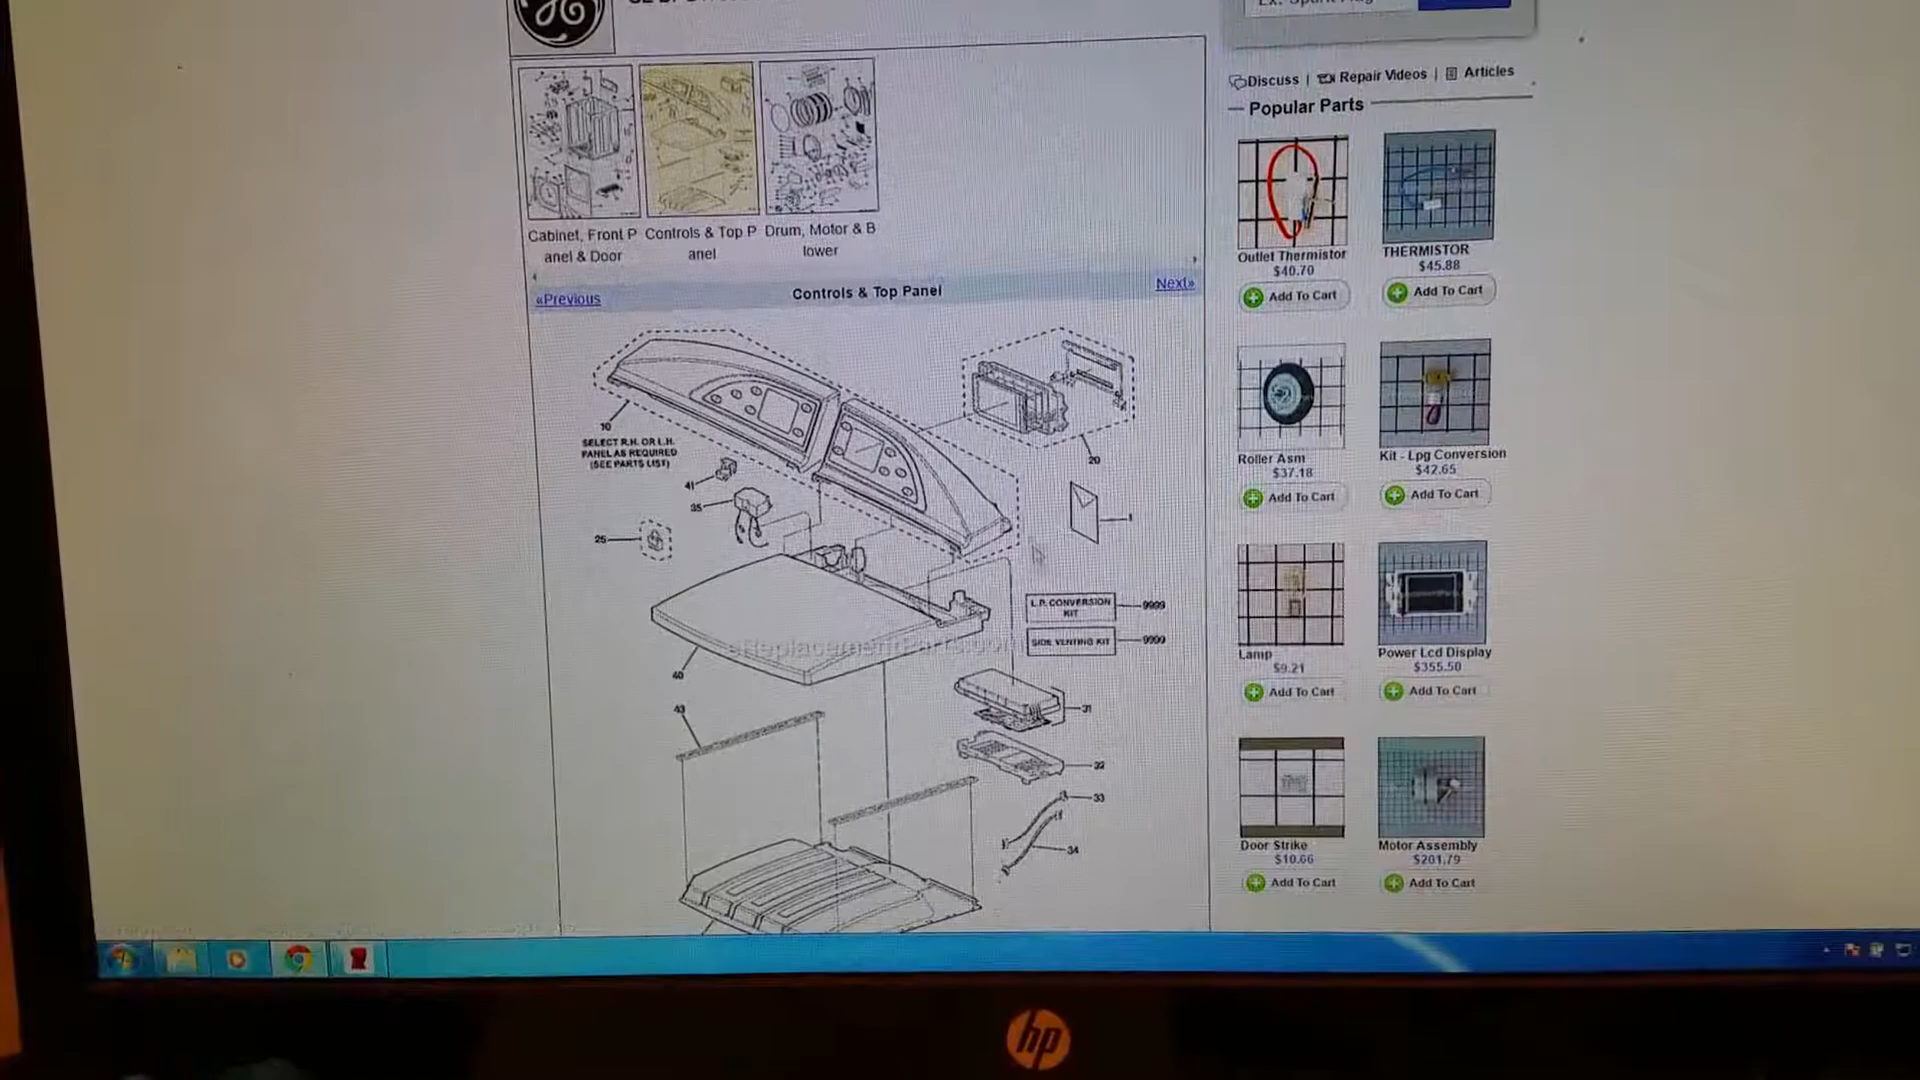 Discuss | Repair Videos | Articles
Popular Parts
Cabinet, Front P
anel & Door
Controls & Top P
anel
Drum, Motor & B
lower
«Previous
Controls & Top Panel
Next»
10
SELECT R.H. OR L.H.
PANEL AS REQUIRED
(SEE PARTS LIST)
20
41
35
1
25
L.P. CONVERSION
KIT
9999
SIDE VENTING KIT
9999
eReplacementParts.com
40
31
43
32
33
34
Outlet Thermistor
$40.70
Add To Cart
THERMISTOR
$45.88
Add To Cart
Roller Asm
$37.18
Add To Cart
Kit - Lpg Conversion
$42.65
Add To Cart
Lamp
$9.21
Add To Cart
Power Lcd Display
$355.50
Add To Cart
Door Strike
$10.66
Add To Cart
Motor Assembly
$201.79
Add To Cart
hp